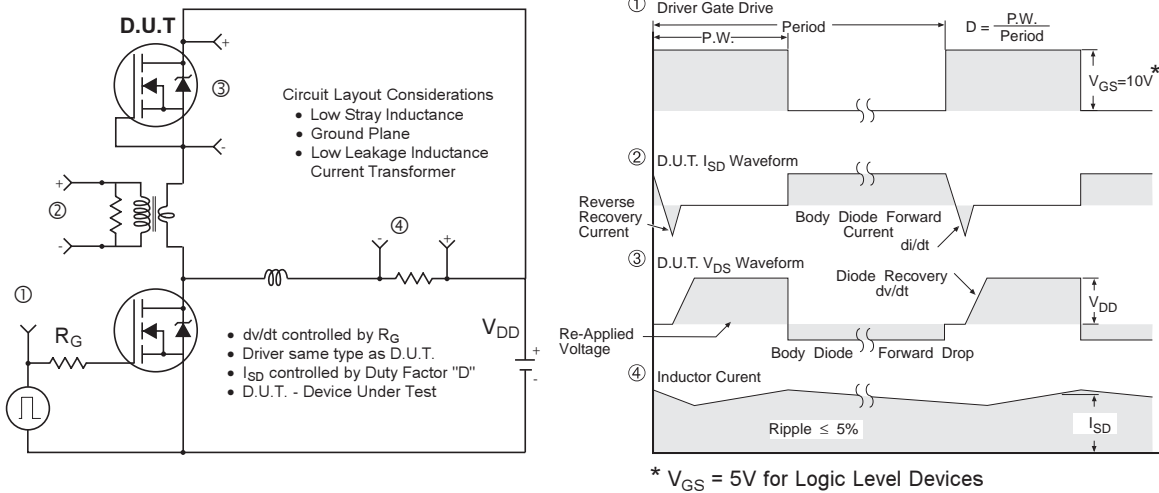 D.U.T
+
-
③
Circuit Layout Considerations
• Low Stray Inductance
• Ground Plane
• Low Leakage Inductance
Current Transformer
+
②
-
④
-
+
①
R_G
• dv/dt controlled by R_G
• Driver same type as D.U.T.
• I_SD controlled by Duty Factor "D"
• D.U.T. - Device Under Test
V_DD
+
-
① Driver Gate Drive
P.W.
Period
D = P.W. / Period
V_GS=10V *
② D.U.T. I_SD Waveform
Reverse
Recovery
Current
Body Diode Forward
Current
di/dt
③ D.U.T. V_DS Waveform
Diode Recovery
dv/dt
V_DD
Re-Applied
Voltage
Body Diode Forward Drop
④ Inductor Curent
Ripple ≤ 5%
I_SD
* V_GS = 5V for Logic Level Devices